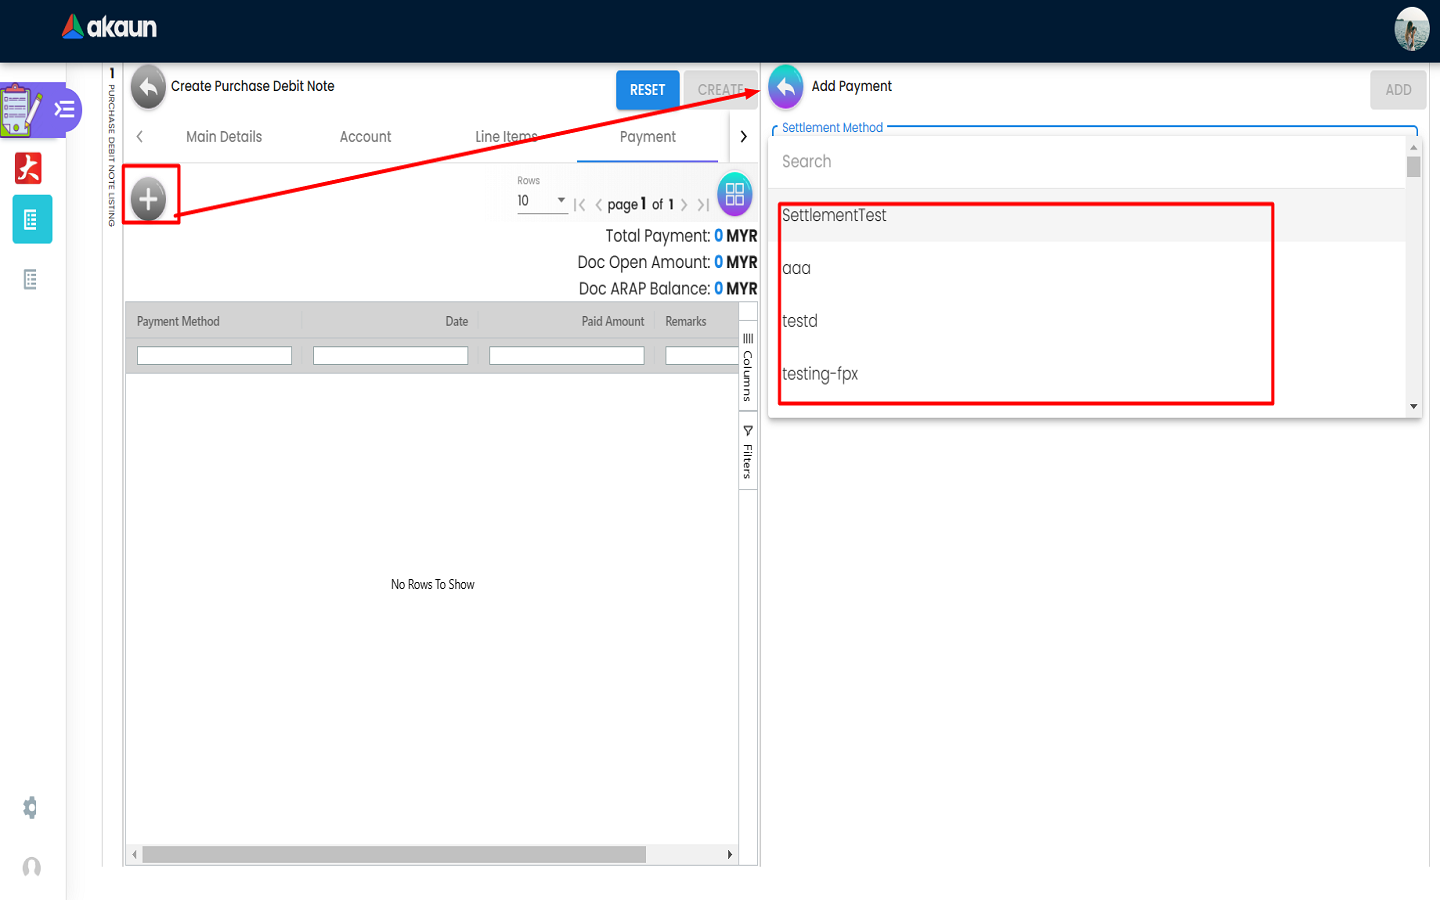 akaun
1 PURCHASE DEBIT NOTE LISTING
Create Purchase Debit Note
RESET
CREATE
Main Details
Account
Line Items
Payment
Rows
10
page 1 of 1
Total Payment: 0 MYR
Doc Open Amount: 0 MYR
Doc ARAP Balance: 0 MYR
Payment Method
Date
Paid Amount
Remarks
Columns
Filters
No Rows To Show
Add Payment
ADD
Settlement Method
Search
SettlementTest
aaa
testd
testing-fpx